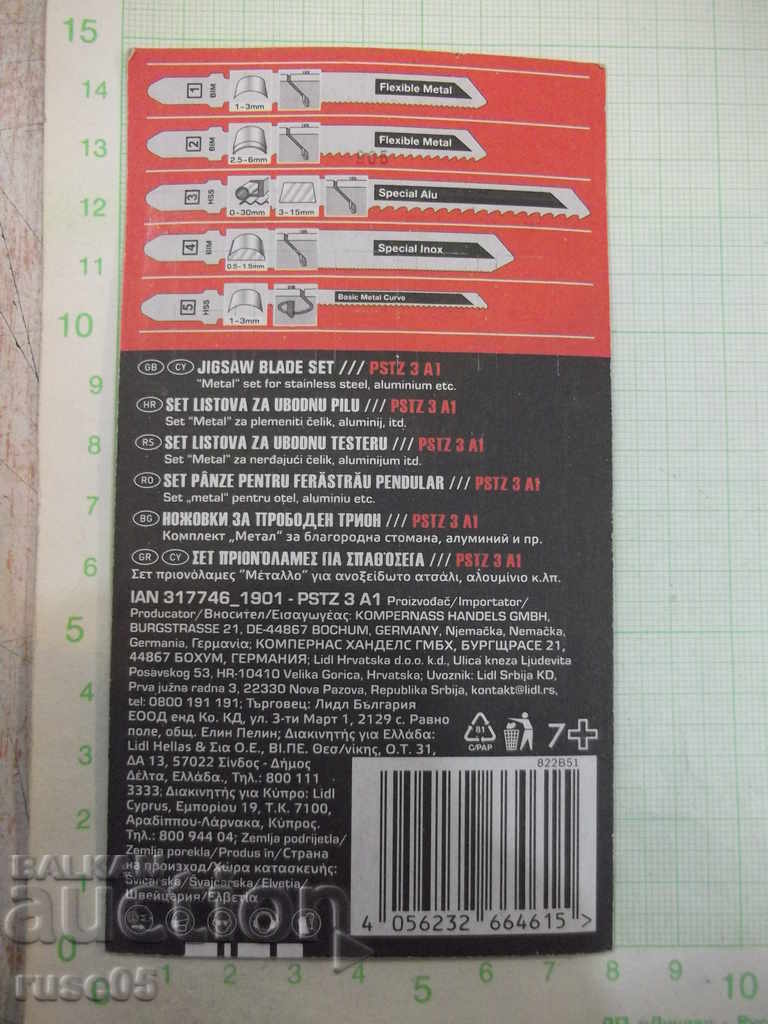 15
14
13
12
11
10
9
8
7
6
5
4
3
2
1
0
1 BIM 1-3mm Flexible Metal
2 BIM 2.5-6mm Flexible Metal
905
3 HSS 0-30mm 3-15mm Special Alu
4 BIM 0.5-1.5mm Special Inox
5 HSS 1-3mm Basic Metal Curve
GB CY JIGSAW BLADE SET /// PSTZ 3 A1
"Metal" set for stainless steel, aluminium etc.
HR SET LISTOVA ZA UBODNU PILU /// PSTZ 3 A1
Set "Metal" za plemeniti čelik, aluminij, itd.
RS SET LISTOVA ZA UBODNU TESTERU /// PSTZ 3 A1
Set "Metal" za nerđajući čelik, aluminijum itd.
RO SET PÂNZE PENTRU FERĂSTRĂU PENDULAR /// PSTZ 3 A1
Set „metal" pentru oțel, aluminiu etc.
BG НОЖОВКИ ЗА ПРОБОДЕН ТРИОН /// PSTZ 3 A1
Комплект „Метал" за благородна стомана, алуминий и пр.
GR CY ΣΕΤ ΠΡΙΟΝΟΛΑΜΕΣ ΓΙΑ ΣΠΑΘΟΣΕΓΑ /// PSTZ 3 A1
Σετ πριονόλαμες "Μέταλλο" για ανοξείδωτο ατσάλι, αλουμίνιο κ.λπ.
IAN 317746_1901 - PSTZ 3 A1 Proizvođač/Importator/
Producator/Вносител/Εισαγωγέας: KOMPERNASS HANDELS GMBH,
BURGSTRASSE 21, DE-44867 BOCHUM, GERMANY, Njemačka, Nemačka,
Germania, Γερμανία; КОМПЕРНАС ХАНДЕЛС ГМБХ, БУРГЩРАСЕ 21,
44867 БОХУМ, ГЕРМАНИЯ; Lidl Hrvatska d.o.o. k.d., Ulica kneza Ljudevita
Posavskog 53, HR-10410 Velika Gorica, Hrvatska; Uvoznik: Lidl Srbija KD,
Prva južna radna 3, 22330 Nova Pazova, Republika Srbija, kontakt@lidl.rs,
tel: 0800 191 191; Търговец: Лидл България
ЕООД енд Ко. КД, ул. 3-ти Март 1, 2129 с. Равно
поле, общ. Елин Пелин; Διακινητής για Ελλάδα:
Lidl Hellas & Σια Ο.Ε., ΒΙ.ΠΕ. Θεσ/νίκης, Ο.Τ. 31,
ΔΑ 13, 57022 Σίνδος - Δήμος
Δέλτα, Ελλάδα., Τηλ.: 800 111
3333; Διακινητής για Κύπρο: Lidl
Cyprus, Εμπορίου 19, Τ.Κ. 7100,
Αραδίππου-Λάρνακα, Κύπρος.
Τηλ.: 800 944 04; Zemlja podrijetla/
Zemlja porekla/Produs în/Страна
на произход/Χώρα κατασκευής:
Švicarska/Švajcarska/Elveția/
Швейцария/Ελβετία
81
C/PAP
7+
822B51
4 056232 664615 >
BALKAN
auction
rusc05
0 1 2 3 4 5 6 7 8 9 10